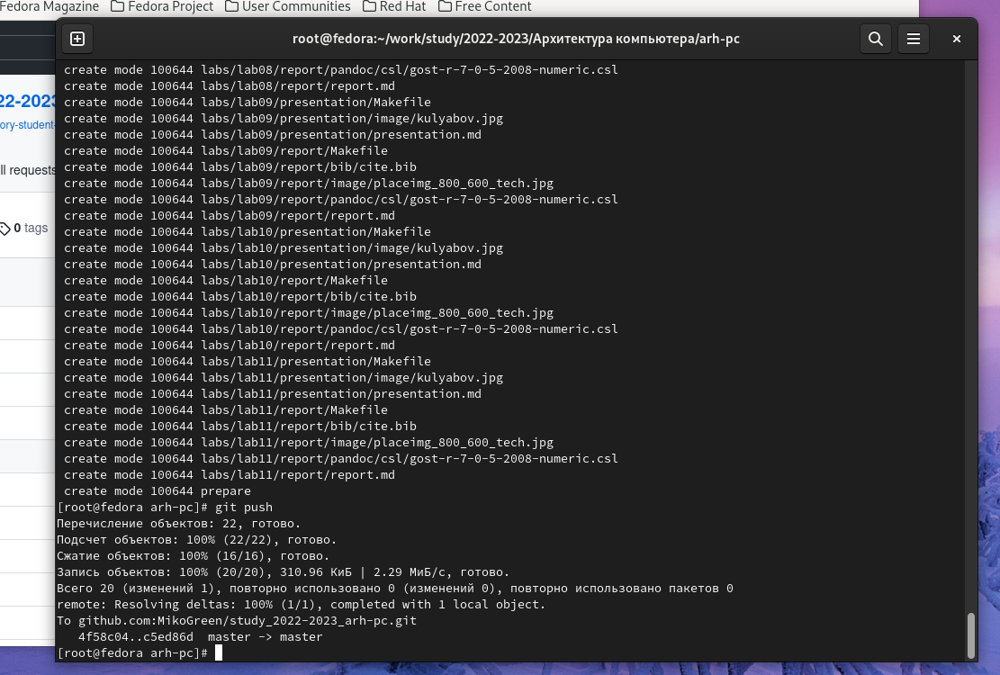 Fedora Magazine Fedora Project User Communities Red Hat Free Content
root@fedora:~/work/study/2022-2023/Архитектура компьютера/arh-pc
22-2023
ory-student-
ll requests
0 tags
create mode 100644 labs/lab08/report/pandoc/csl/gost-r-7-0-5-2008-numeric.csl
create mode 100644 labs/lab08/report/report.md
create mode 100644 labs/lab09/presentation/Makefile
create mode 100644 labs/lab09/presentation/image/kulyabov.jpg
create mode 100644 labs/lab09/presentation/presentation.md
create mode 100644 labs/lab09/report/Makefile
create mode 100644 labs/lab09/report/bib/cite.bib
create mode 100644 labs/lab09/report/image/placeimg_800_600_tech.jpg
create mode 100644 labs/lab09/report/pandoc/csl/gost-r-7-0-5-2008-numeric.csl
create mode 100644 labs/lab09/report/report.md
create mode 100644 labs/lab10/presentation/Makefile
create mode 100644 labs/lab10/presentation/image/kulyabov.jpg
create mode 100644 labs/lab10/presentation/presentation.md
create mode 100644 labs/lab10/report/Makefile
create mode 100644 labs/lab10/report/bib/cite.bib
create mode 100644 labs/lab10/report/image/placeimg_800_600_tech.jpg
create mode 100644 labs/lab10/report/pandoc/csl/gost-r-7-0-5-2008-numeric.csl
create mode 100644 labs/lab10/report/report.md
create mode 100644 labs/lab11/presentation/Makefile
create mode 100644 labs/lab11/presentation/image/kulyabov.jpg
create mode 100644 labs/lab11/presentation/presentation.md
create mode 100644 labs/lab11/report/Makefile
create mode 100644 labs/lab11/report/bib/cite.bib
create mode 100644 labs/lab11/report/image/placeimg_800_600_tech.jpg
create mode 100644 labs/lab11/report/pandoc/csl/gost-r-7-0-5-2008-numeric.csl
create mode 100644 labs/lab11/report/report.md
create mode 100644 prepare
[root@fedora arh-pc]# git push
Перечисление объектов: 22, готово.
Подсчет объектов: 100% (22/22), готово.
Сжатие объектов: 100% (16/16), готово.
Запись объектов: 100% (20/20), 310.96 КиБ | 2.29 МиБ/с, готово.
Всего 20 (изменений 1), повторно использовано 0 (изменений 0), повторно использовано пакетов 0
remote: Resolving deltas: 100% (1/1), completed with 1 local object.
To github.com:MikoGreen/study_2022-2023_arh-pc.git
4f58c04..c5ed86d master -> master
[root@fedora arh-pc]#